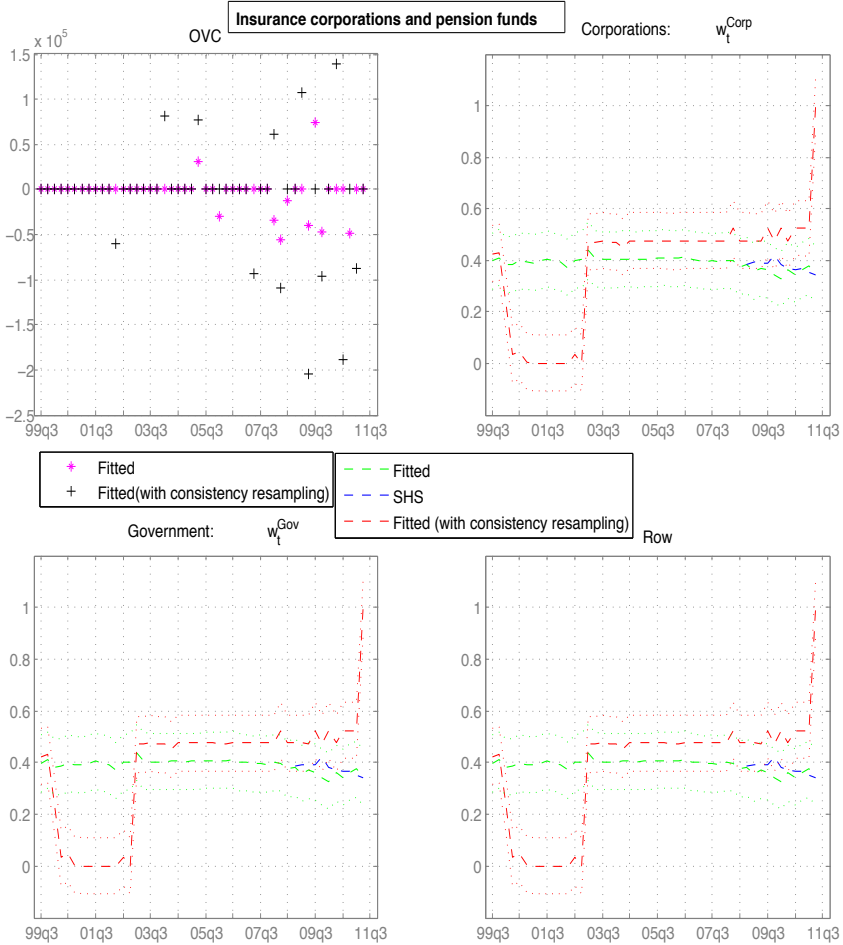 Insurance corporations and pension funds
OVC
x 10^5
1.5
1
0.5
0
-0.5
-1
-1.5
-2
-2.5
99q3 01q3 03q3 05q3 07q3 09q3 11q3
Corporations: w_t^Corp
1
0.8
0.6
0.4
0.2
0
99q3 01q3 03q3 05q3 07q3 09q3 11q3
Fitted
Fitted(with consistency resampling)
Fitted
SHS
Fitted (with consistency resampling)
Government: w_t^Gov
1
0.8
0.6
0.4
0.2
0
99q3 01q3 03q3 05q3 07q3 09q3 11q3
Row
1
0.8
0.6
0.4
0.2
0
99q3 01q3 03q3 05q3 07q3 09q3 11q3